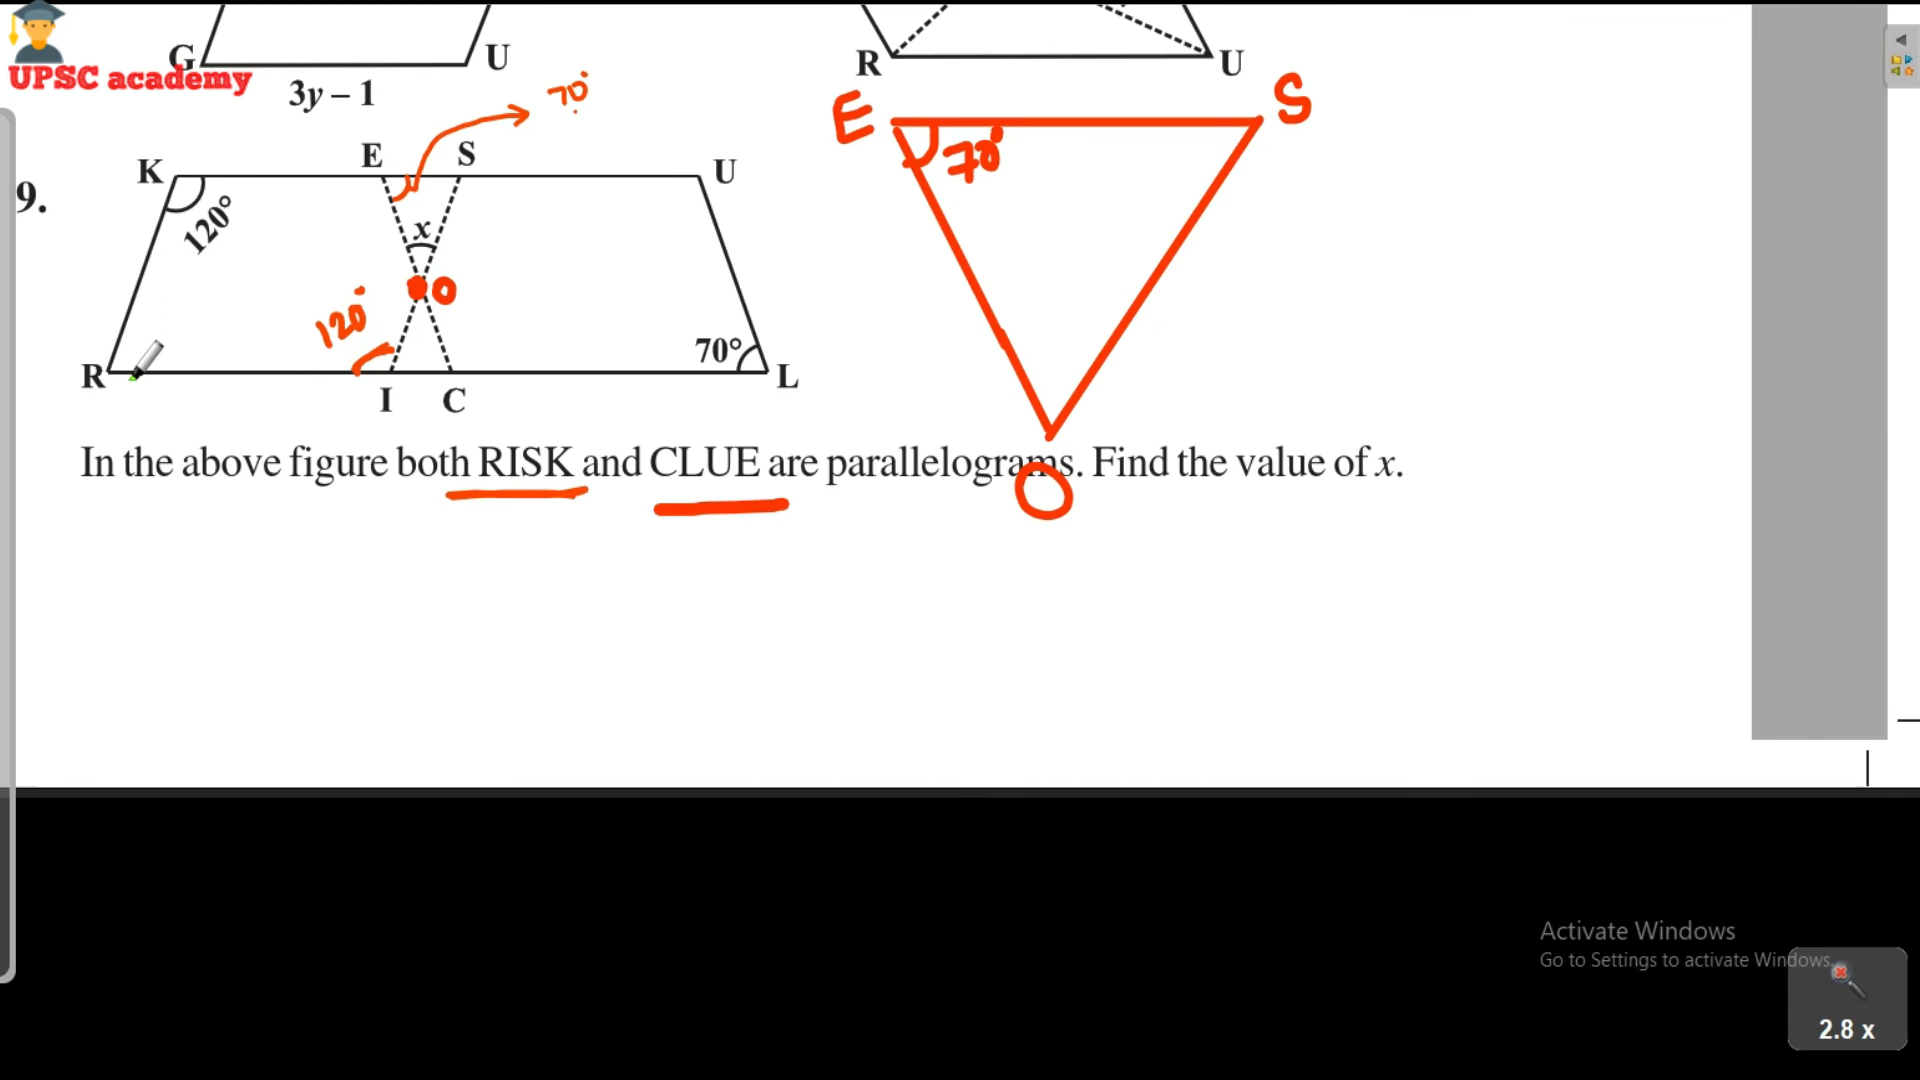 G
U
R
U
UPSC academy
3y – 1
70°
E
S
70°
9.
K
E
S
U
120°
x
O
120°
70°
R
I
C
L
In the above figure both RISK and CLUE are parallelograms. Find the value of x.
O
Activate Windows
Go to Settings to activate Windows.
2.8 x